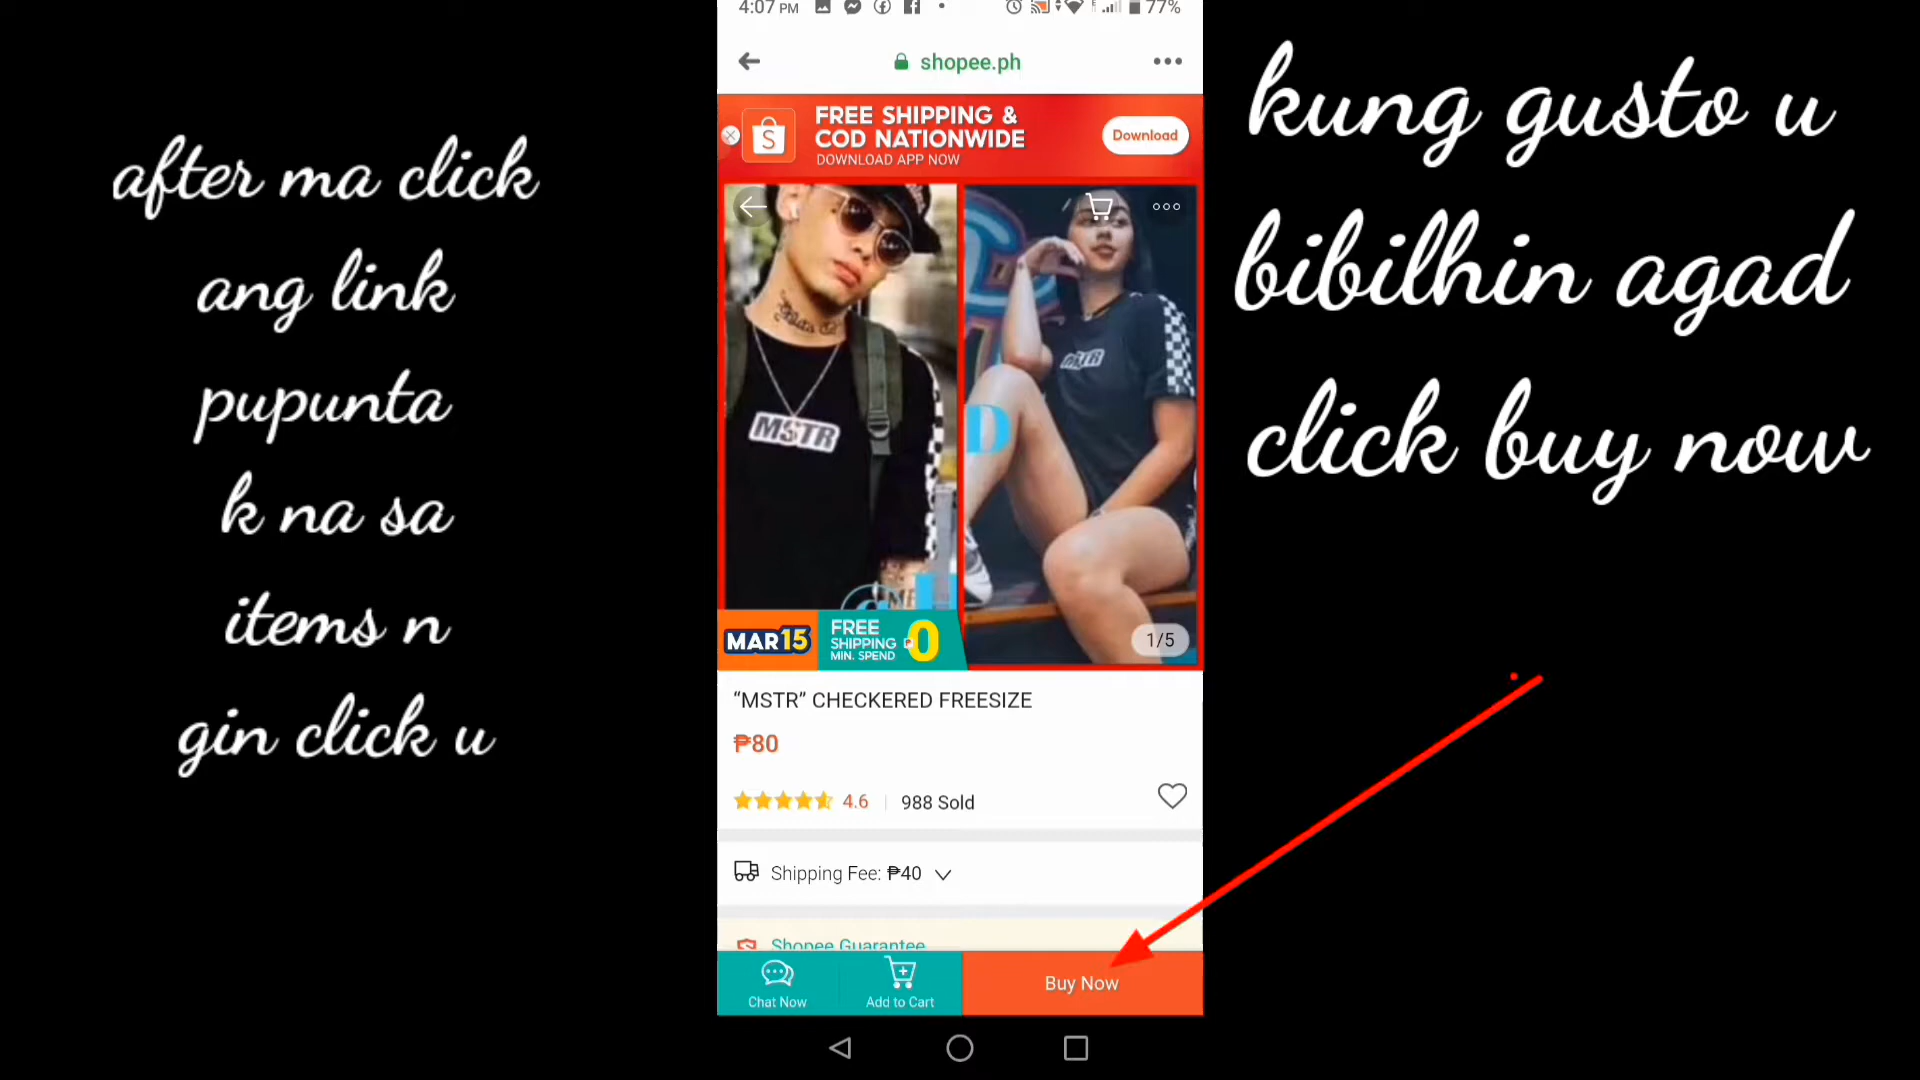 after ma click
ang link
pupunta
k na sa
items n
gin click u
4:07 PM
77%
shopee.ph
FREE SHIPPING &
COD NATIONWIDE
DOWNLOAD APP NOW
Download
MSTR
MSTR
D
MAR 15
FREE
SHIPPING
MIN. SPEND
₱0
1/5
“MSTR” CHECKERED FREESIZE
₱80
4.6
988 Sold
Shipping Fee: ₱40
Shopee Guarantee
Chat Now
Add to Cart
Buy Now
kung gusto u
bibilhin agad
click buy now